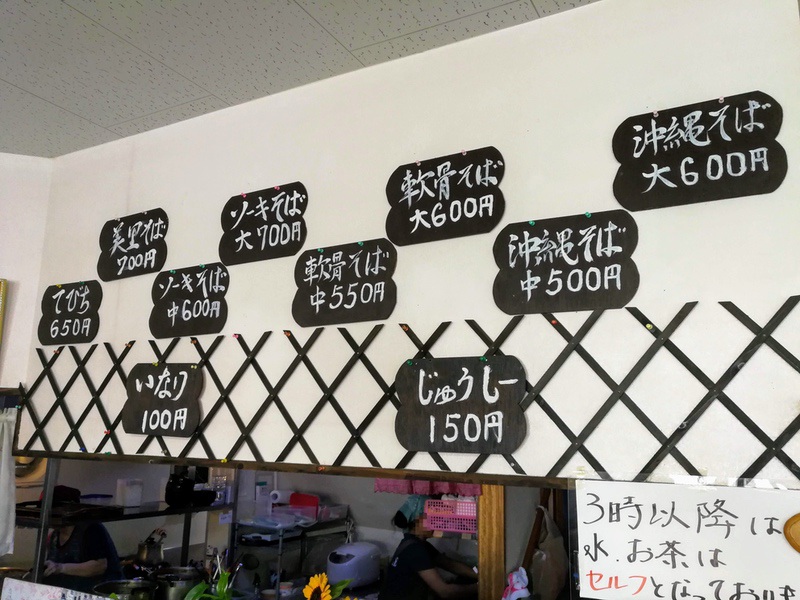 沖縄そば
大600円
軟骨そば
大600円
ソーキそば
大700円
美里そば
700円
沖縄そば
中500円
軟骨そば
中550円
ソーキそば
中600円
てびち
650円
いなり
100円
じゅうしー
150円
3時以降は
水.お茶は
セルフとなっており